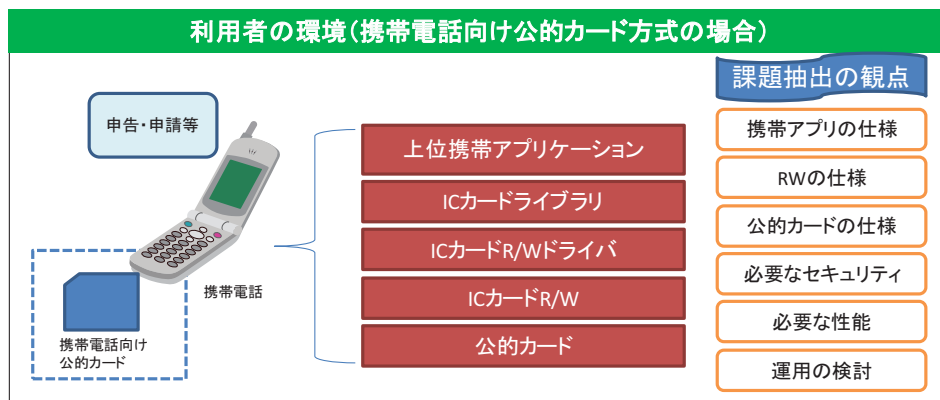 利用者の環境(携帯電話向け公的カード方式の場合)
申告・申請等
携帯電話
携帯電話向け
公的カード
上位携帯アプリケーション
ICカードライブラリ
ICカードR/Wドライバ
ICカードR/W
公的カード
課題抽出の観点
携帯アプリの仕様
RWの仕様
公的カードの仕様
必要なセキュリティ
必要な性能
運用の検討